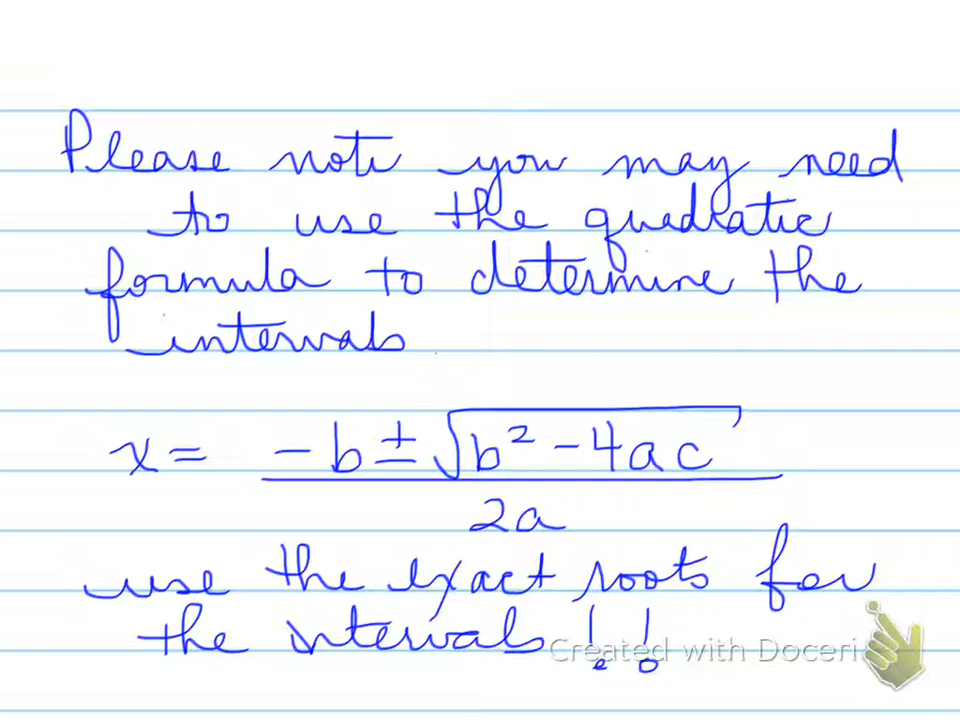 Please note you may need
to use the quadratic
formula to determine the
intervals
x = -b ± √(b² - 4ac) / 2a
use the exact roots for
the intervals!!
Created with Doceri